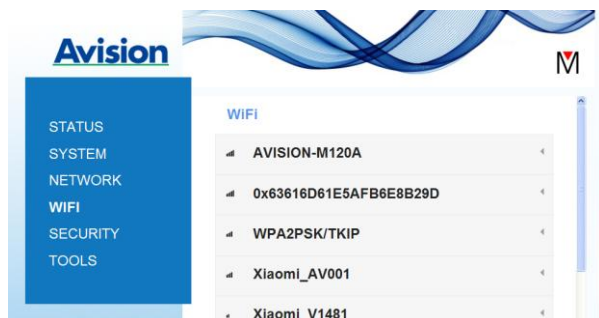 Avision
M
STATUS
SYSTEM
NETWORK
WIFI
SECURITY
TOOLS
WiFi
AVISION-M120A
0x63616D61E5AFB6E8B29D
WPA2PSK/TKIP
Xiaomi_AV001
Xiaomi_V1481